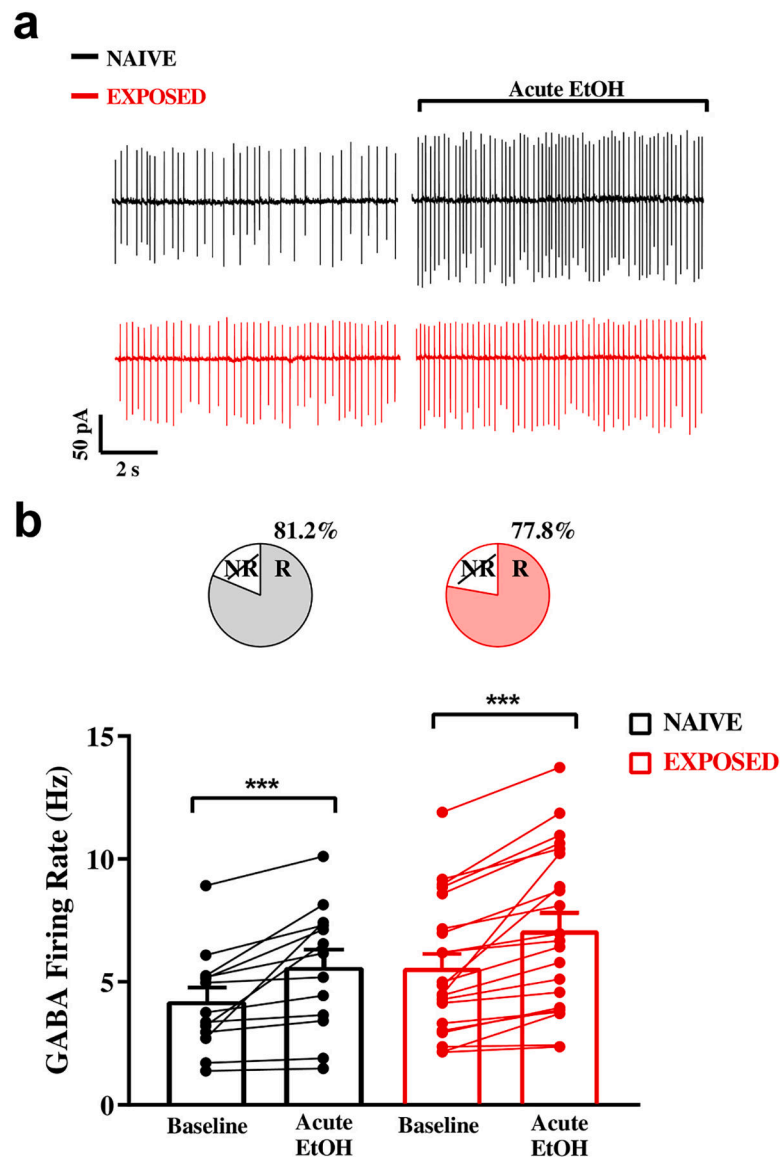 a
NAIVE
EXPOSED
Acute EtOH
50 pA
2 s
b
81.2%
77.8%
NR R
NR R
***
***
NAIVE
EXPOSED
GABA Firing Rate (Hz)
15
10
5
0
Baseline
Acute
EtOH
Baseline
Acute
EtOH